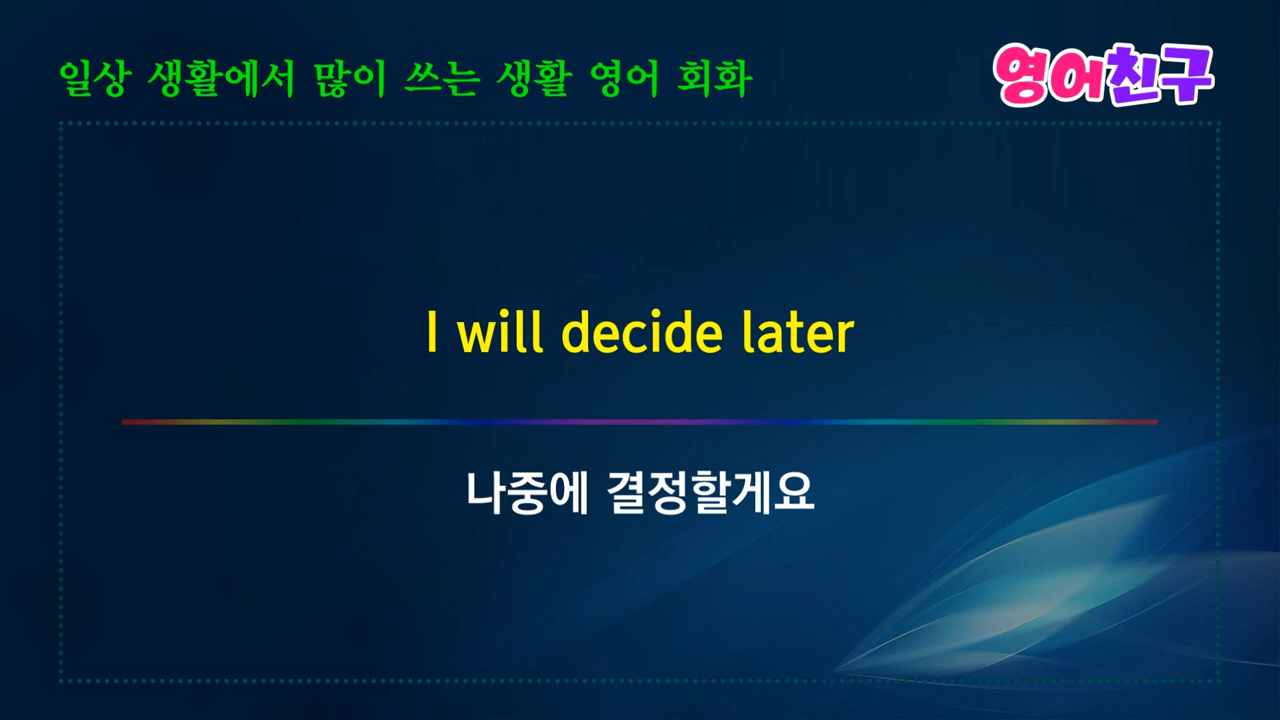 일상 생활에서 많이 쓰는 생활 영어 회화
영어친구
I will decide later
나중에 결정할게요